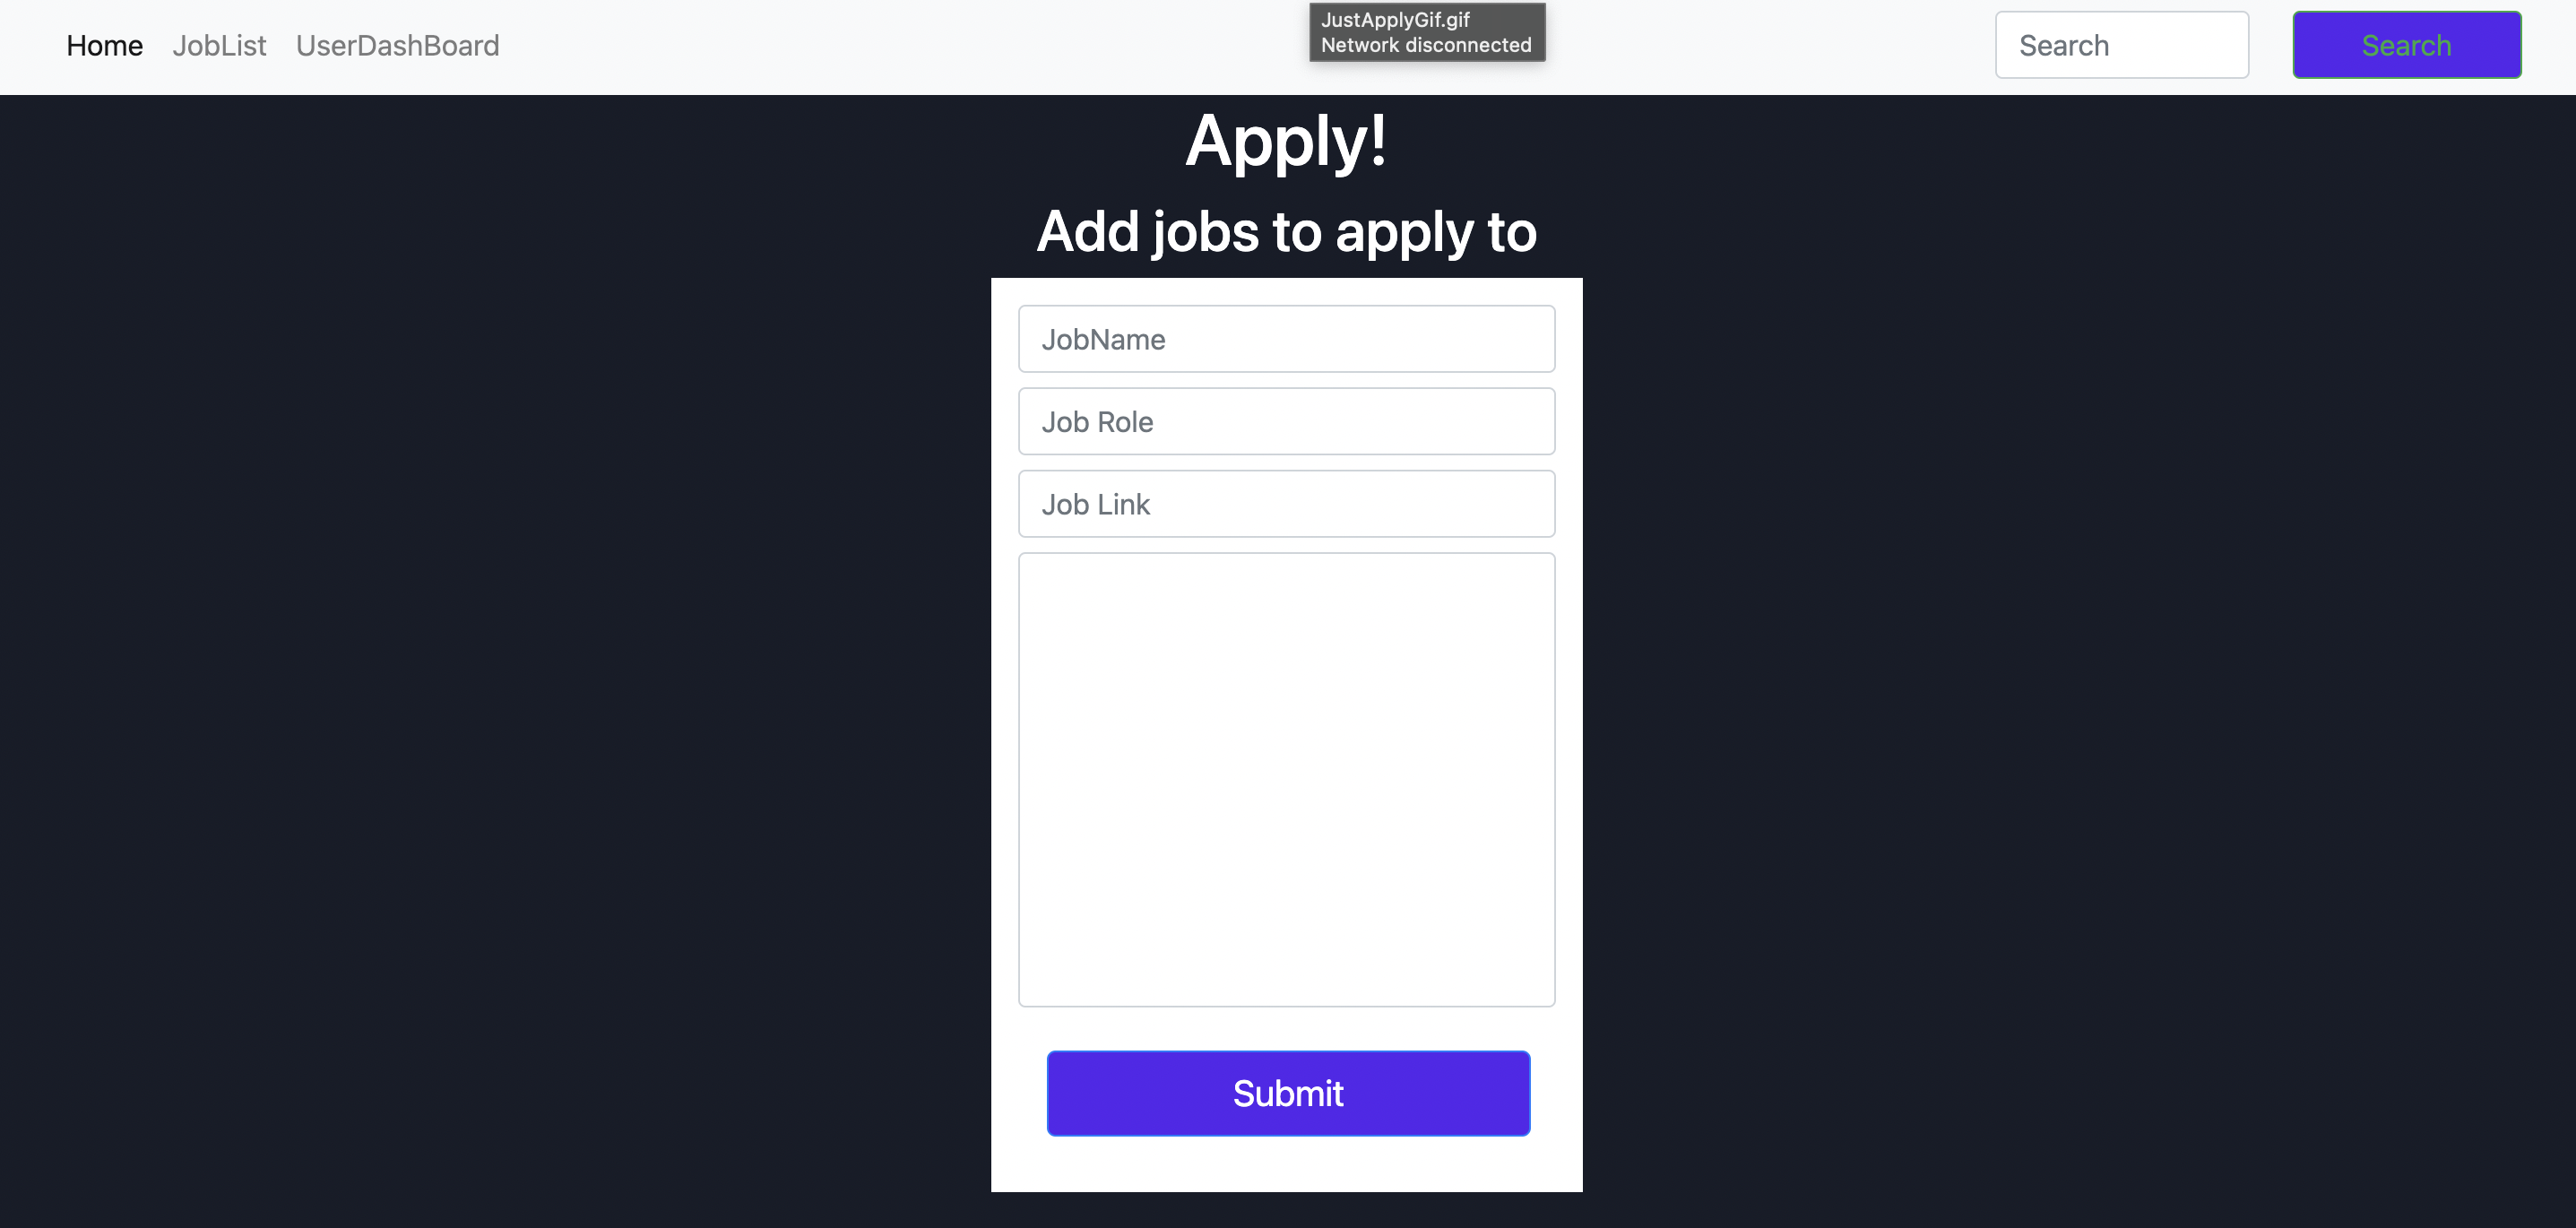 Home JobList UserDashBoard
JustApplyGif.gif
Network disconnected
Search Search
Apply!
Add jobs to apply to
JobName
Job Role
Job Link
Submit